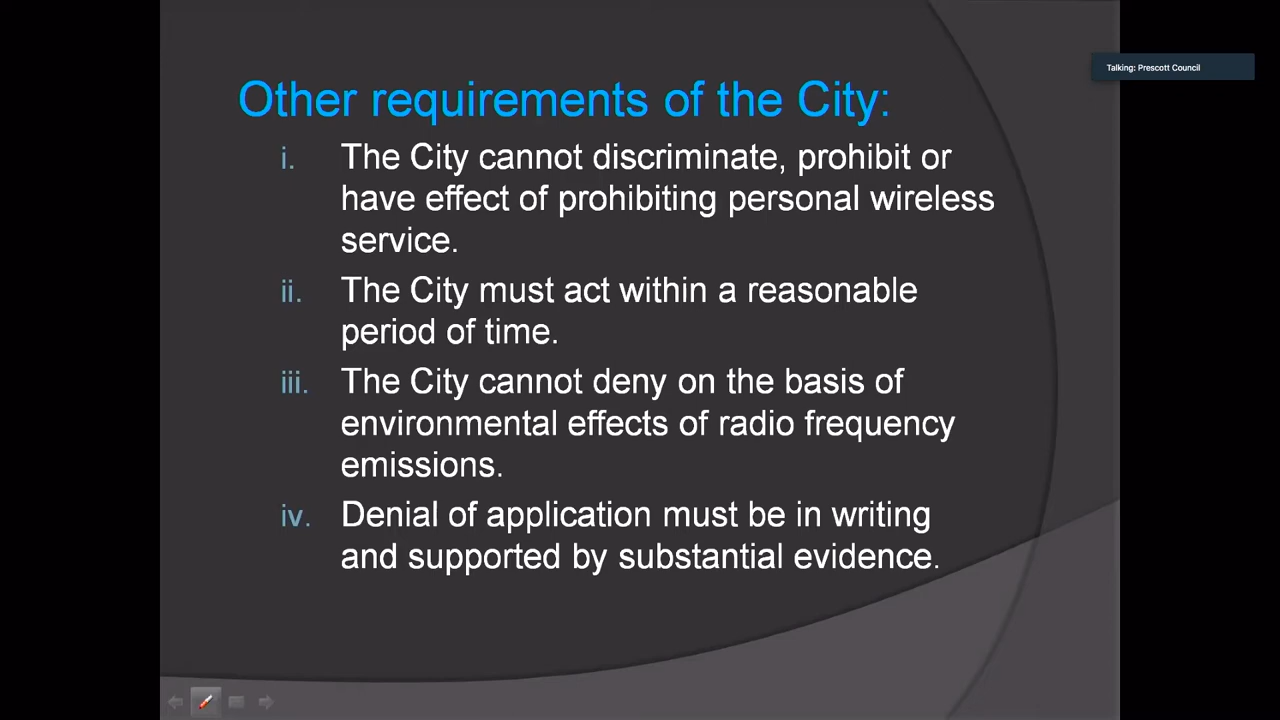 Talking: Prescott Council
Other requirements of the City:
i. The City cannot discriminate, prohibit or
have effect of prohibiting personal wireless
service.
ii. The City must act within a reasonable
period of time.
iii. The City cannot deny on the basis of
environmental effects of radio frequency
emissions.
iv. Denial of application must be in writing
and supported by substantial evidence.